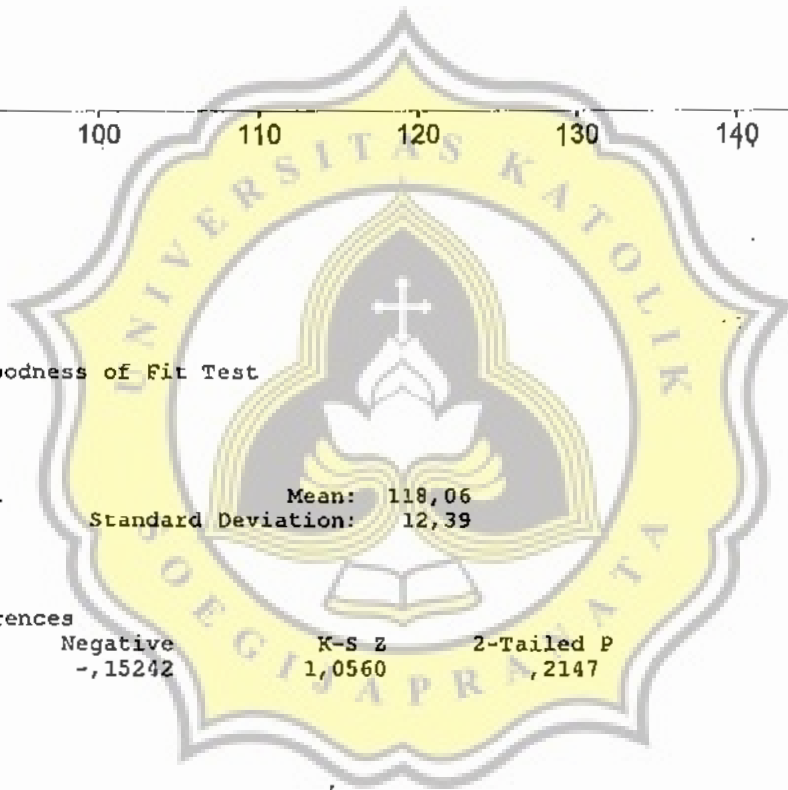 100 110 120 130 140
UNIVERSITAS KATOLIK
SOEGIJAPRANATA
oodness of Fit Test
Mean: 118,06
Standard Deviation: 12,39
rences
Negative K-S Z 2-Tailed P
-,15242 1,0560 ,2147